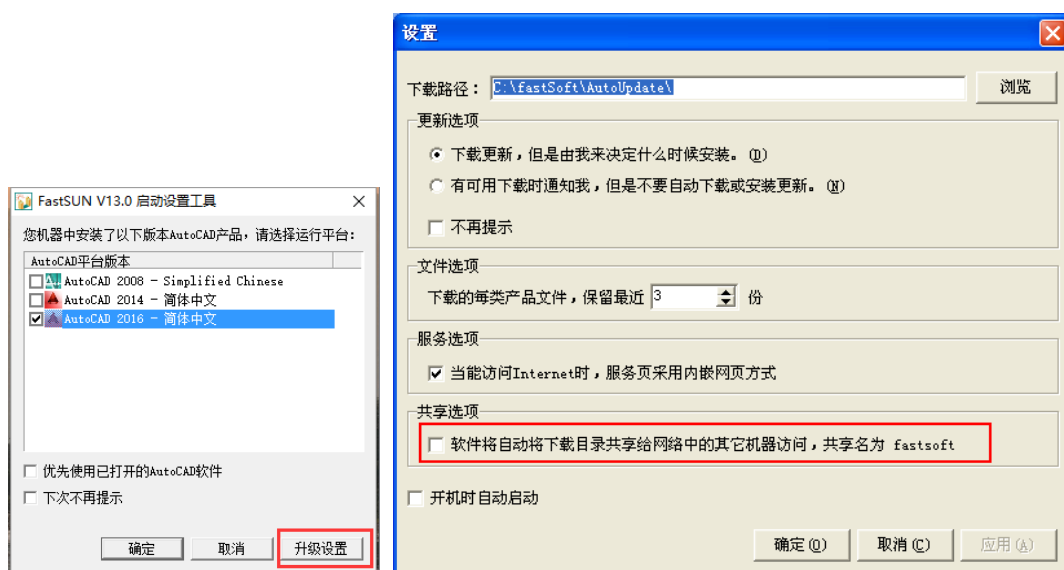 FastSUN V13.0 启动设置工具
您机器中安装了以下版本AutoCAD产品，请选择运行平台：
AutoCAD平台版本
AutoCAD 2008 - Simplified Chinese
AutoCAD 2014 - 简体中文
AutoCAD 2016 - 简体中文
优先使用已打开的AutoCAD软件
下次不再提示
确定 取消 升级设置
设置
下载路径： C:\fastSoft\AutoUpdate\ 浏览
更新选项
下载更新，但是由我来决定什么时候安装。(D)
有可用下载时通知我，但是不要自动下载或安装更新。(N)
不再提示
文件选项
下载的每类产品文件，保留最近 3 份
服务选项
当能访问Internet时，服务页采用内嵌网页方式
共享选项
软件将自动将下载目录共享给网络中的其它机器访问，共享名为 fastsoft
开机时自动启动
确定(O) 取消(C) 应用(A)